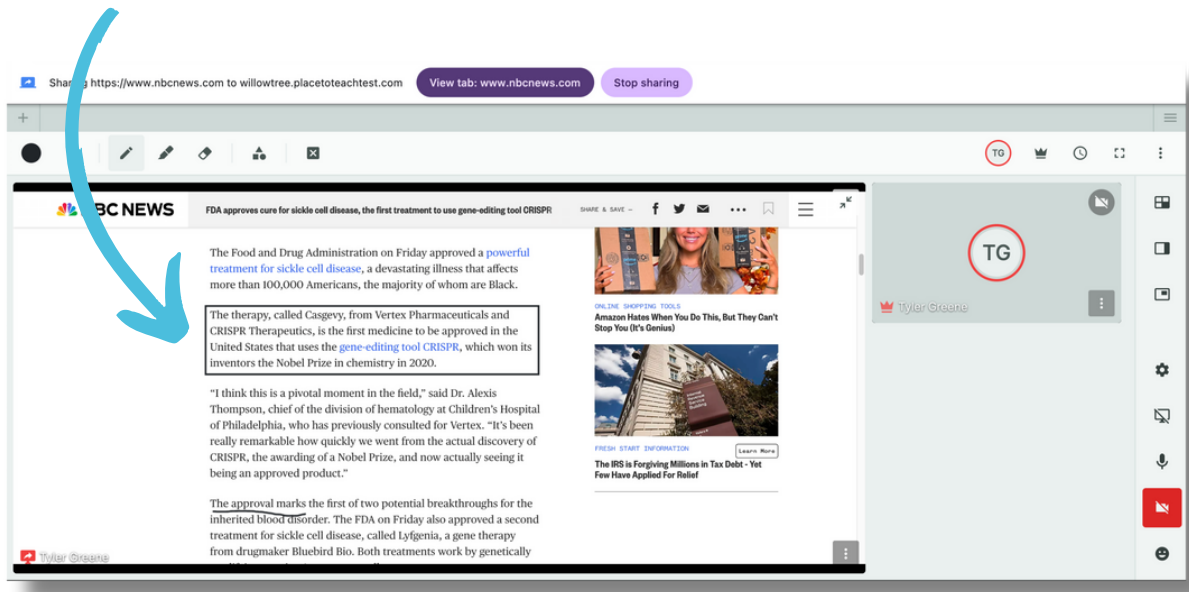 Sharing https://www.nbcnews.com to willowtree.placetoteachtest.com
View tab: www.nbcnews.com
Stop sharing
TG
NBC NEWS
FDA approves cure for sickle cell disease, the first treatment to use gene-editing tool CRISPR
SHARE & SAVE –
The Food and Drug Administration on Friday approved a powerful
treatment for sickle cell disease, a devastating illness that affects
more than 100,000 Americans, the majority of whom are Black.
The therapy, called Casgevy, from Vertex Pharmaceuticals and
CRISPR Therapeutics, is the first medicine to be approved in the
United States that uses the gene-editing tool CRISPR, which won its
inventors the Nobel Prize in chemistry in 2020.
“I think this is a pivotal moment in the field,” said Dr. Alexis
Thompson, chief of the division of hematology at Children’s Hospital
of Philadelphia, who has previously consulted for Vertex. “It’s been
really remarkable how quickly we went from the actual discovery of
CRISPR, the awarding of a Nobel Prize, and now actually seeing it
being an approved product.”
The approval marks the first of two potential breakthroughs for the
inherited blood disorder. The FDA on Friday also approved a second
treatment for sickle cell disease, called Lyfgenia, a gene therapy
from drugmaker Bluebird Bio. Both treatments work by genetically
ONLINE SHOPPING TOOLS
Amazon Hates When You Do This, But They Can't
Stop You (It's Genius)
FRESH START INFORMATION
Learn More
The IRS is Forgiving Millions in Tax Debt - Yet
Few Have Applied For Relief
TG
Tyler Greene
Tyler Greene